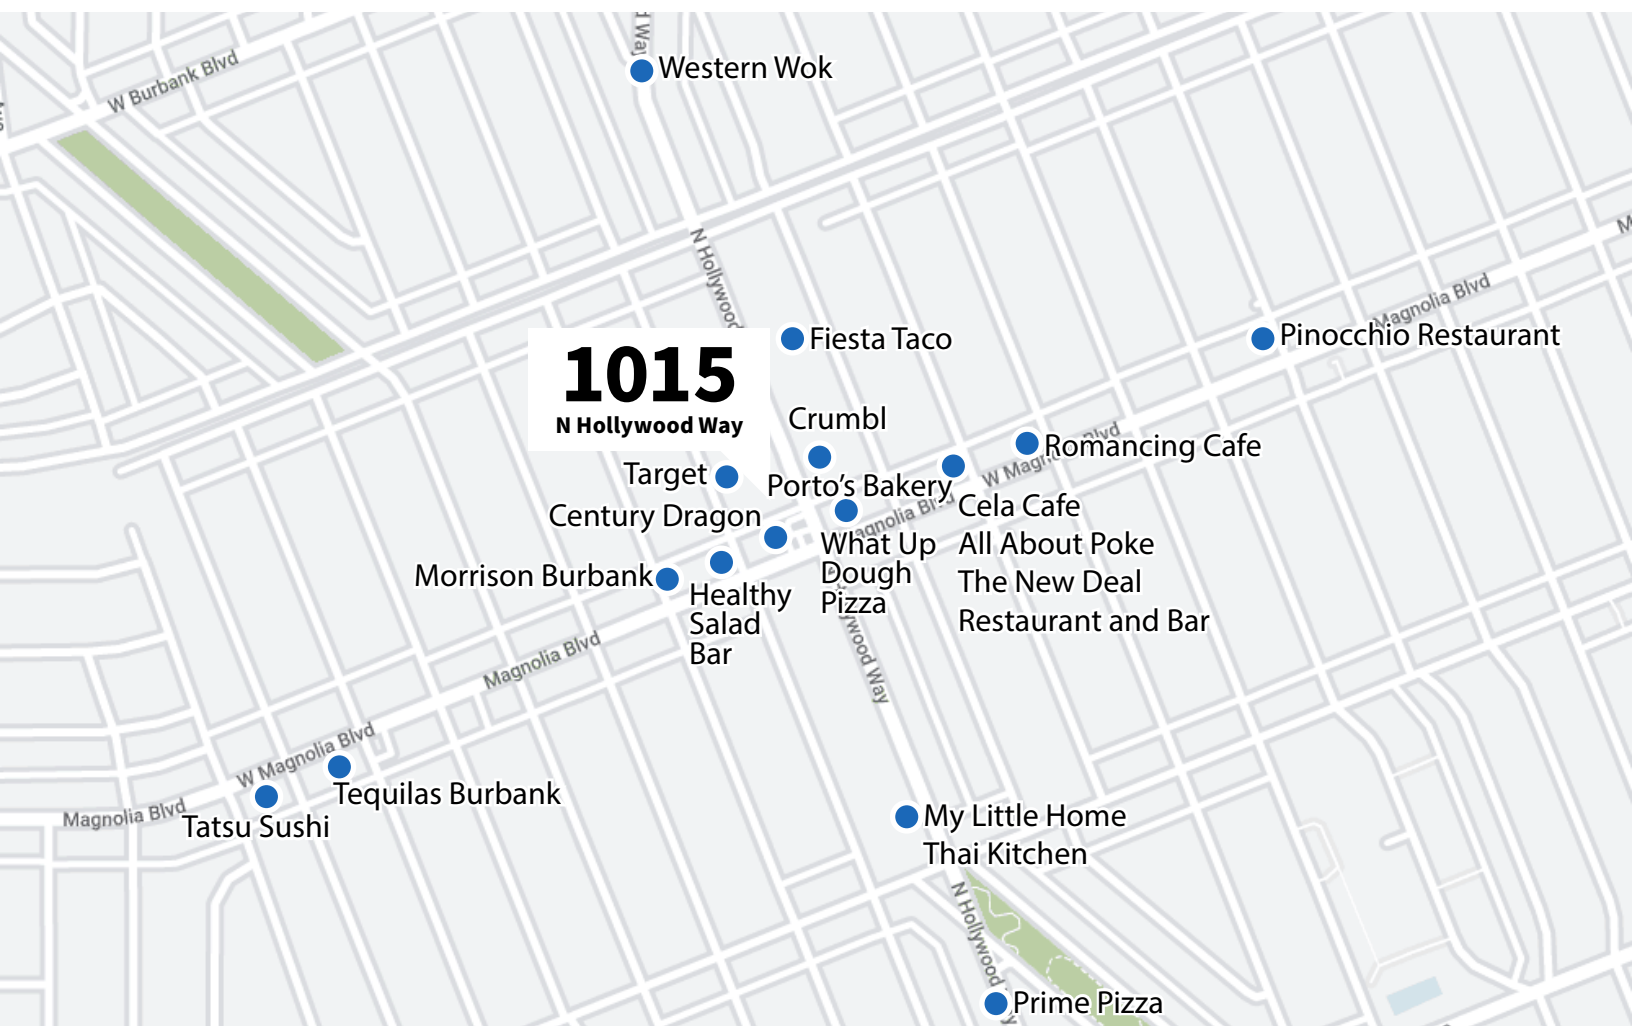 d Way
Western Wok
W Burbank Blvd
N Hollywood
Magnolia Blvd
Fiesta Taco
Pinocchio Restaurant
1015
N Hollywood Way
Crumbl
Romancing Cafe
Target
Porto's Bakery
Century Dragon
Cela Cafe
What Up
Dough
Pizza
All About Poke
The New Deal
Restaurant and Bar
Morrison Burbank
Healthy
Salad
Bar
Magnolia Blvd
W Magnolia Blvd
Tequilas Burbank
Magnolia Blvd
Tatsu Sushi
My Little Home
Thai Kitchen
N Hollywood
Prime Pizza